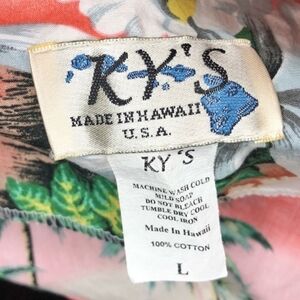 KY'S
MADE IN HAWAII
U.S.A.
KY 'S
MACHINE WASH COLD
MILD SOAP
DO NOT BLEACH
TUMBLE DRY COOL
COOL IRON
Made In Hawaii
100% COTTON
L